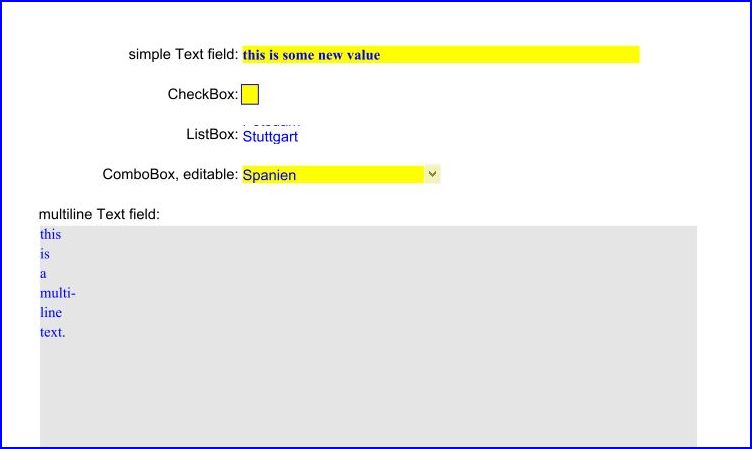 simple Text field: this is some new value
CheckBox:
ListBox: Stuttgart
ComboBox, editable: Spanien
multiline Text field:
this
is
a
multi-
line
text.